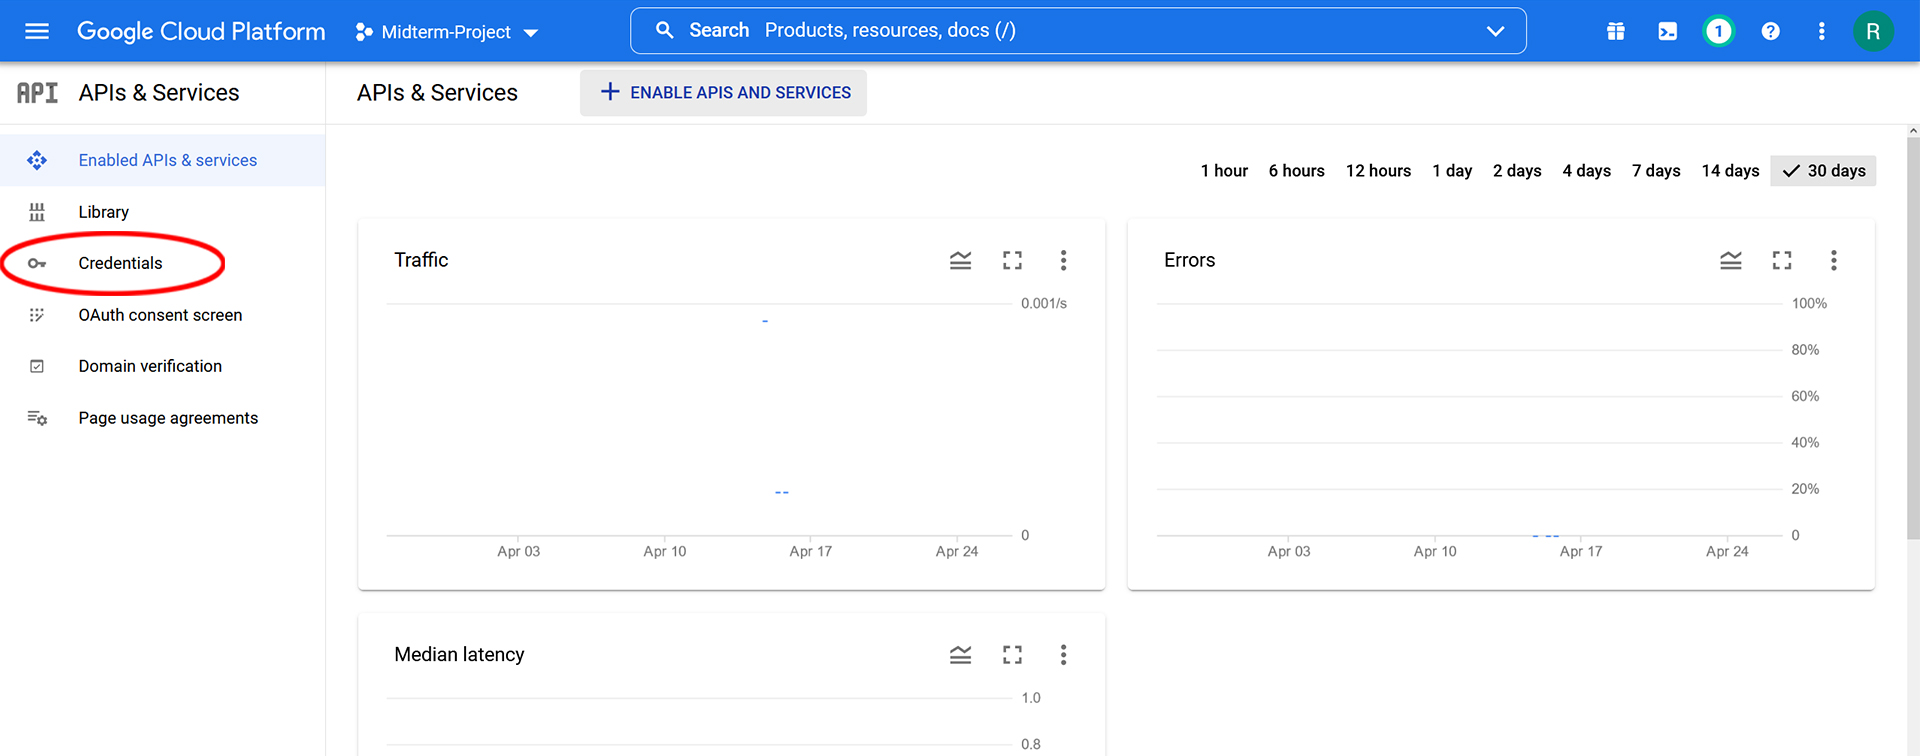 Google Cloud Platform
Midterm-Project
Search Products, resources, docs (/)
1
R
API APIs & Services
APIs & Services
ENABLE APIS AND SERVICES
Enabled APIs & services
Library
Credentials
OAuth consent screen
Domain verification
Page usage agreements
1 hour 6 hours 12 hours 1 day 2 days 4 days 7 days 14 days 30 days
Traffic
0.001/s
0
Apr 03 Apr 10 Apr 17 Apr 24
Errors
100%
80%
60%
40%
20%
0
Apr 03 Apr 10 Apr 17 Apr 24
Median latency
1.0
0.8